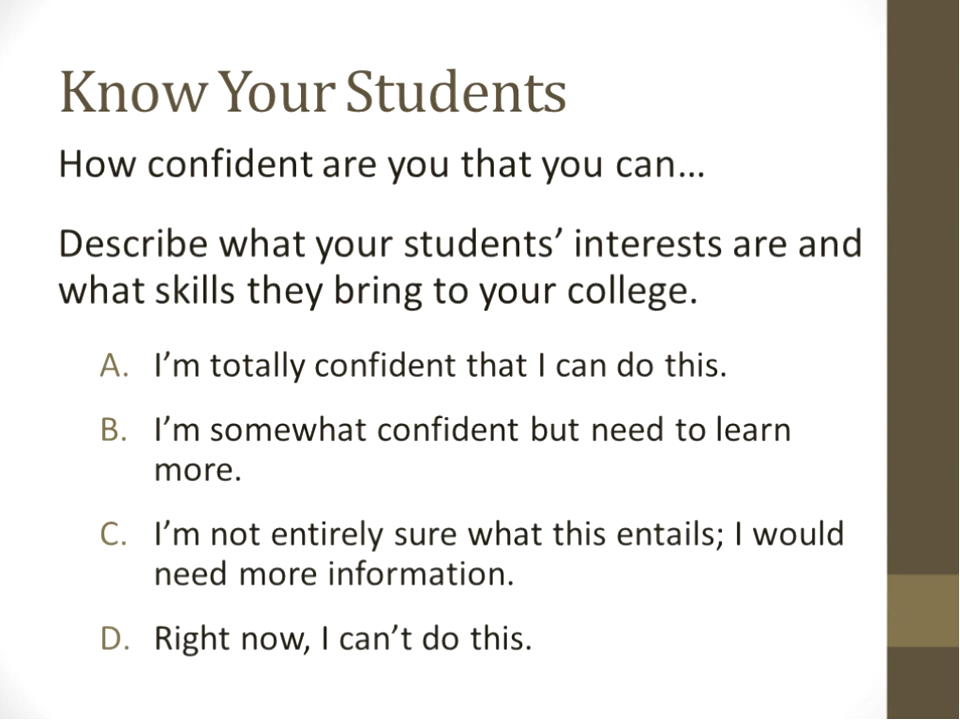 Know Your Students
How confident are you that you can…
Describe what your students’ interests are and
what skills they bring to your college.
A. I’m totally confident that I can do this.
B. I’m somewhat confident but need to learn
more.
C. I’m not entirely sure what this entails; I would
need more information.
D. Right now, I can’t do this.